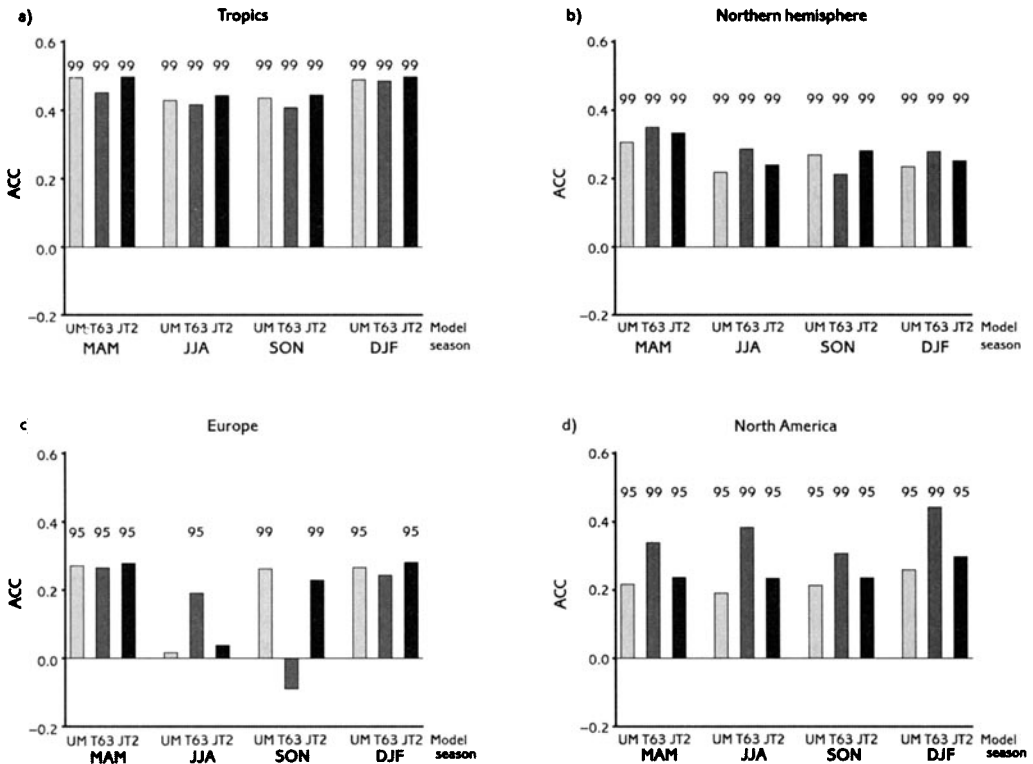 a) Tropics
0.6
99 99 99 99 99 99 99 99 99 99 99 99
0.4
ACC
0.2
0.0
−0.2
UM T63 JT2 UM T63 JT2 UM T63 JT2 UM T63 JT2 Model
MAM JJA SON DJF season
b) Northern hemisphere
0.6
99 99 99 99 99 99 99 99 99 99 99 99
0.4
ACC
0.2
0.0
−0.2
UM T63 JT2 UM T63 JT2 UM T63 JT2 UM T63 JT2 Model
MAM JJA SON DJF season
c Europe
0.6
0.4
95 95 95 95 99 99 95 95
ACC
0.2
0.0
−0.2
UM T63 JT2 UM T63 JT2 UM T63 JT2 UM T63 JT2 Model
MAM JJA SON DJF season
d) North America
0.6
95 99 95 95 99 95 95 99 95 95 99 95
0.4
ACC
0.2
0.0
−0.2
UM T63 JT2 UM T63 JT2 UM T63 JT2 UM T63 JT2 Model
MAM JJA SON DJF season